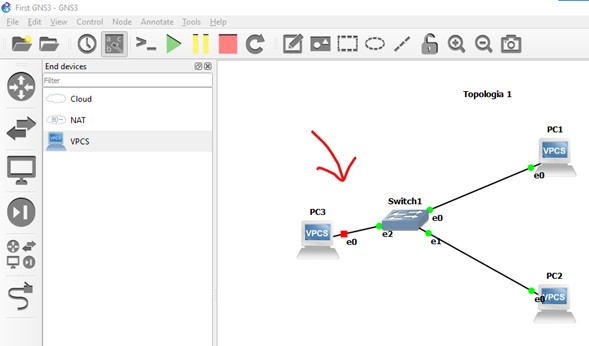 First GNS3 - GNS3
File Edit View Control Node Annotate Tools Help
End devices
Filter
Cloud
NAT
VPCS
Topologia 1
PC1
VPCS
e0
Switch1
e0
PC3
VPCS
e0
e2
e1
PC2
VPCS
e0